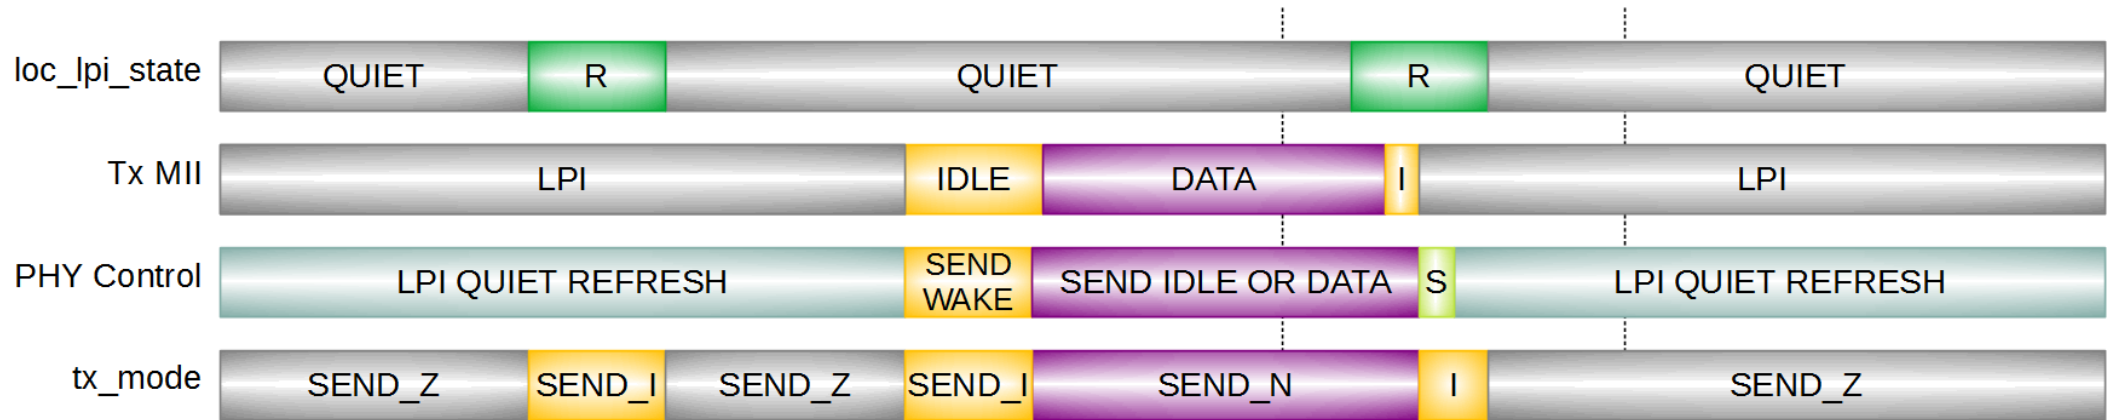 loc_lpi_state QUIET R QUIET R QUIET
Tx MII LPI IDLE DATA I LPI
PHY Control LPI QUIET REFRESH SEND WAKE SEND IDLE OR DATA S LPI QUIET REFRESH
tx_mode SEND_Z SEND_I SEND_Z SEND_I SEND_N I SEND_Z